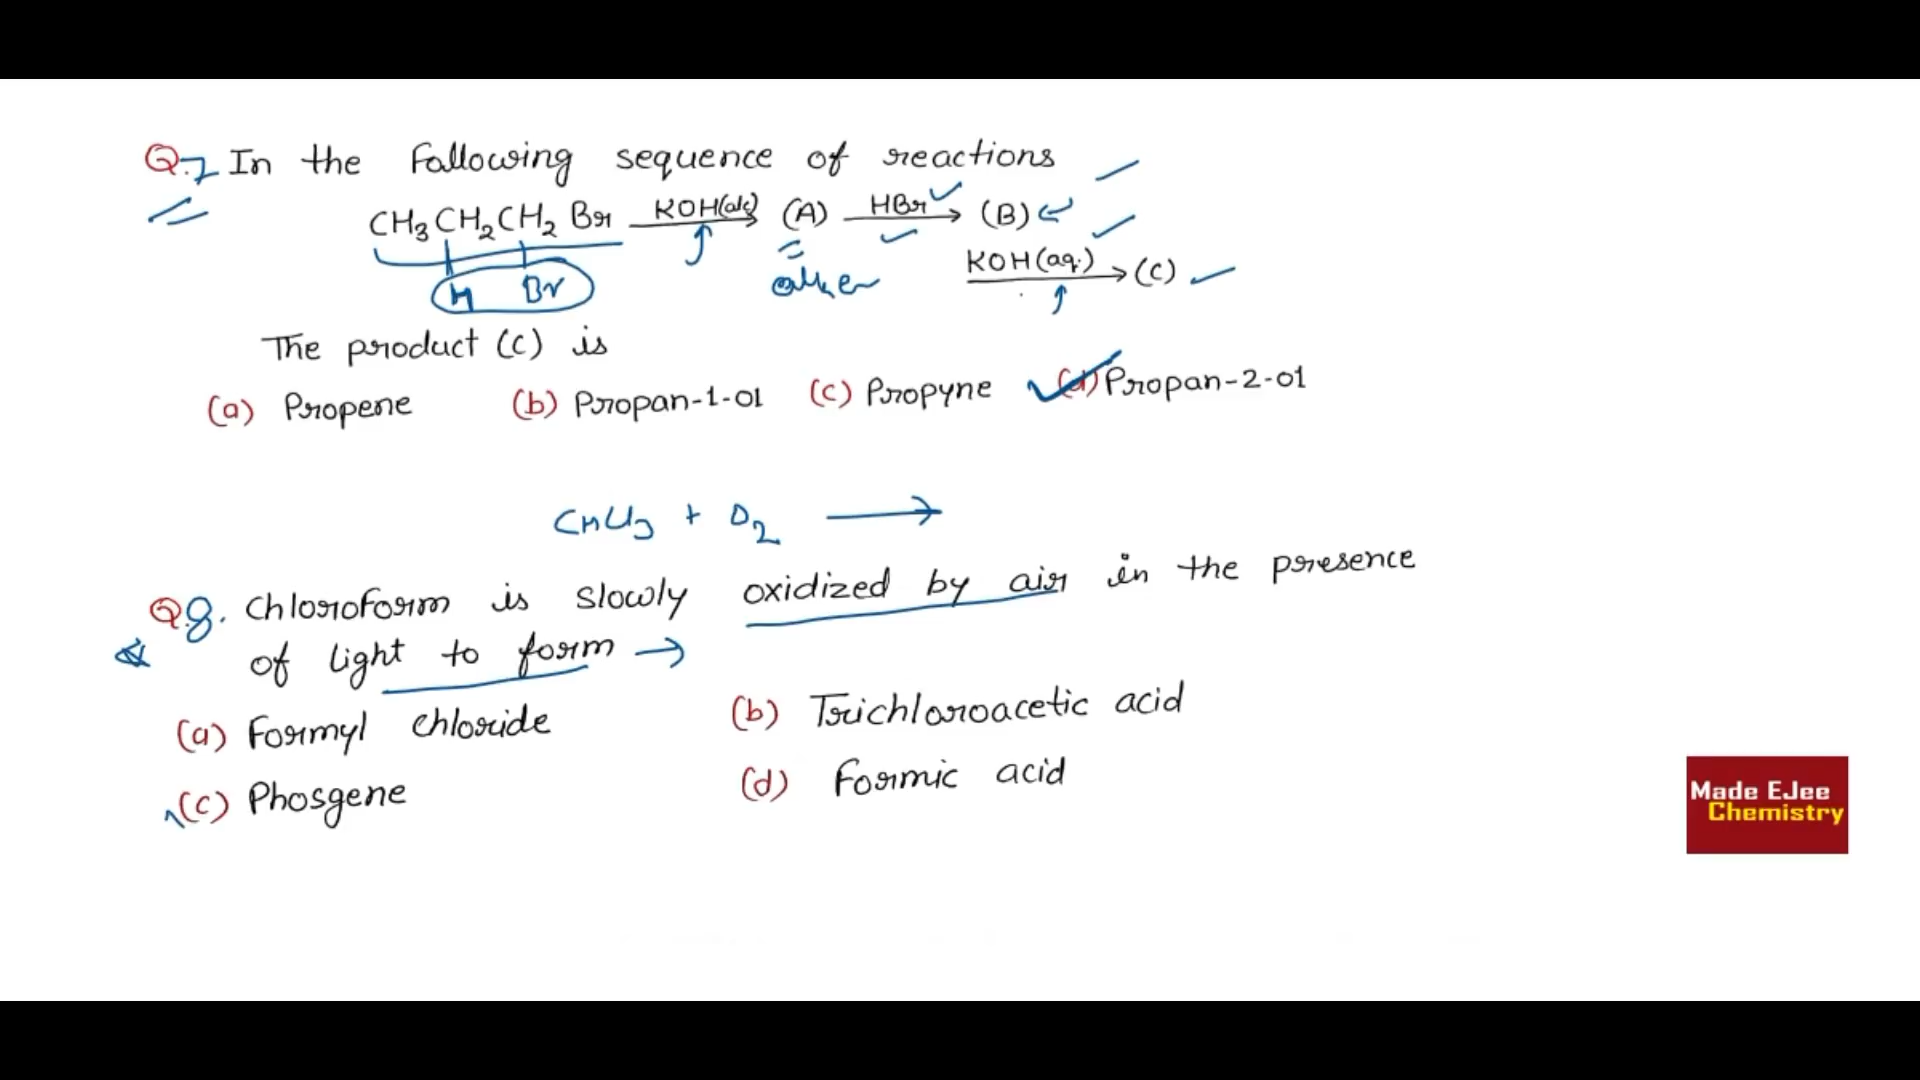 Q.7 In the Following sequence of reactions
CH₃CH₂CH₂Br KOH(alc) (A) HBr (B)
H Br alken KOH(aq.) (C)
The product (C) is
(a) Propene (b) Propan-1-ol (c) Propyne (d) Propan-2-ol
CHCl₃ + O₂ →
Q.8. Chloroform is slowly oxidized by air in the presence
of light to form →
(a) Formyl chloride (b) Trichloroacetic acid
(c) Phosgene (d) Formic acid
Made EJee
Chemistry